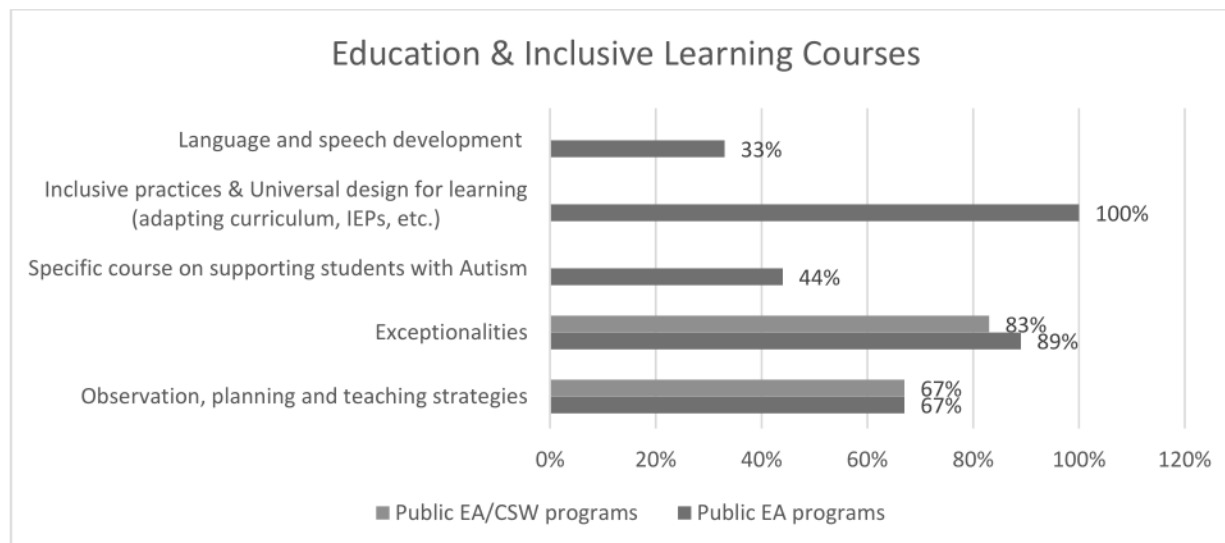 Education & Inclusive Learning Courses
Language and speech development
33%
Inclusive practices & Universal design for learning
(adapting curriculum, IEPs, etc.)
100%
Specific course on supporting students with Autism
44%
Exceptionalities
83%
89%
Observation, planning and teaching strategies
67%
67%
0% 20% 40% 60% 80% 100% 120%
Public EA/CSW programs Public EA programs